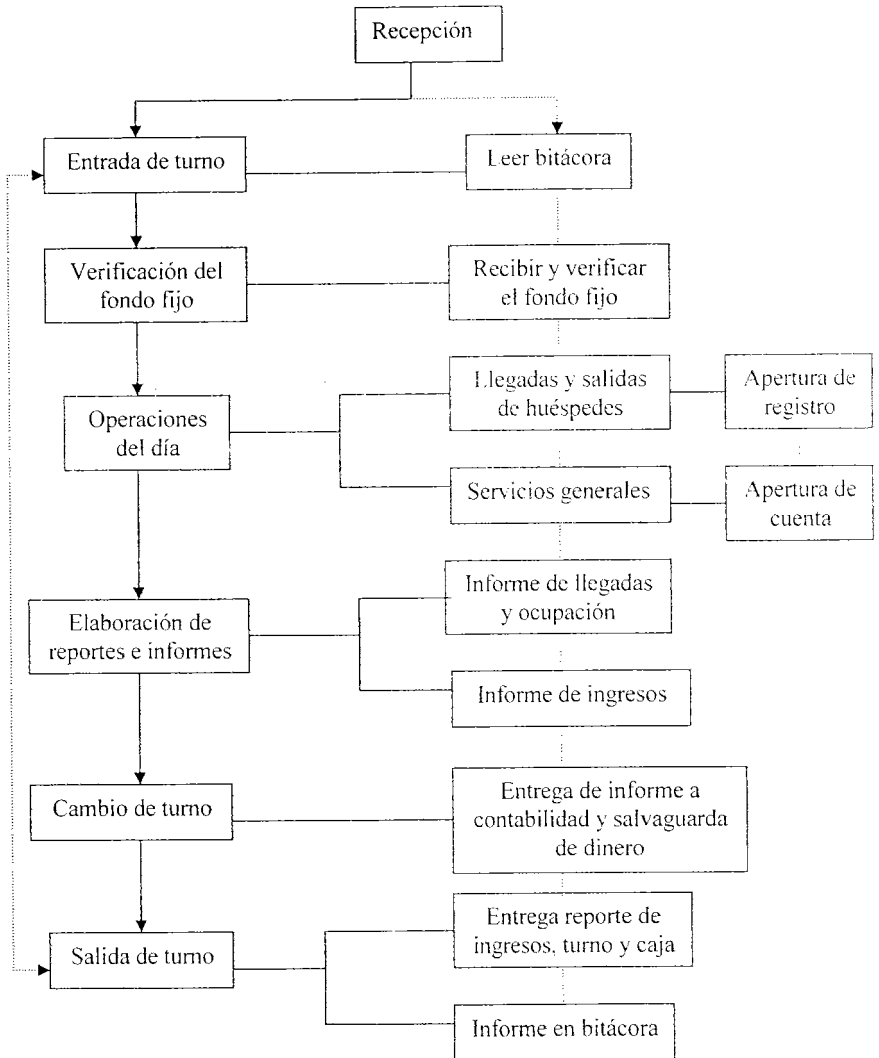 Recepción
Entrada de turno
Leer bitácora
Verificación del
fondo fijo
Recibir y verificar
el fondo fijo
Operaciones
del día
Llegadas y salidas
de huéspedes
Apertura de
registro
Servicios generales
Apertura de
cuenta
Elaboración de
reportes e informes
Informe de llegadas
y ocupación
Informe de ingresos
Cambio de turno
Entrega de informe a
contabilidad y salvaguarda
de dinero
Salida de turno
Entrega reporte de
ingresos, turno y caja
Informe en bitácora